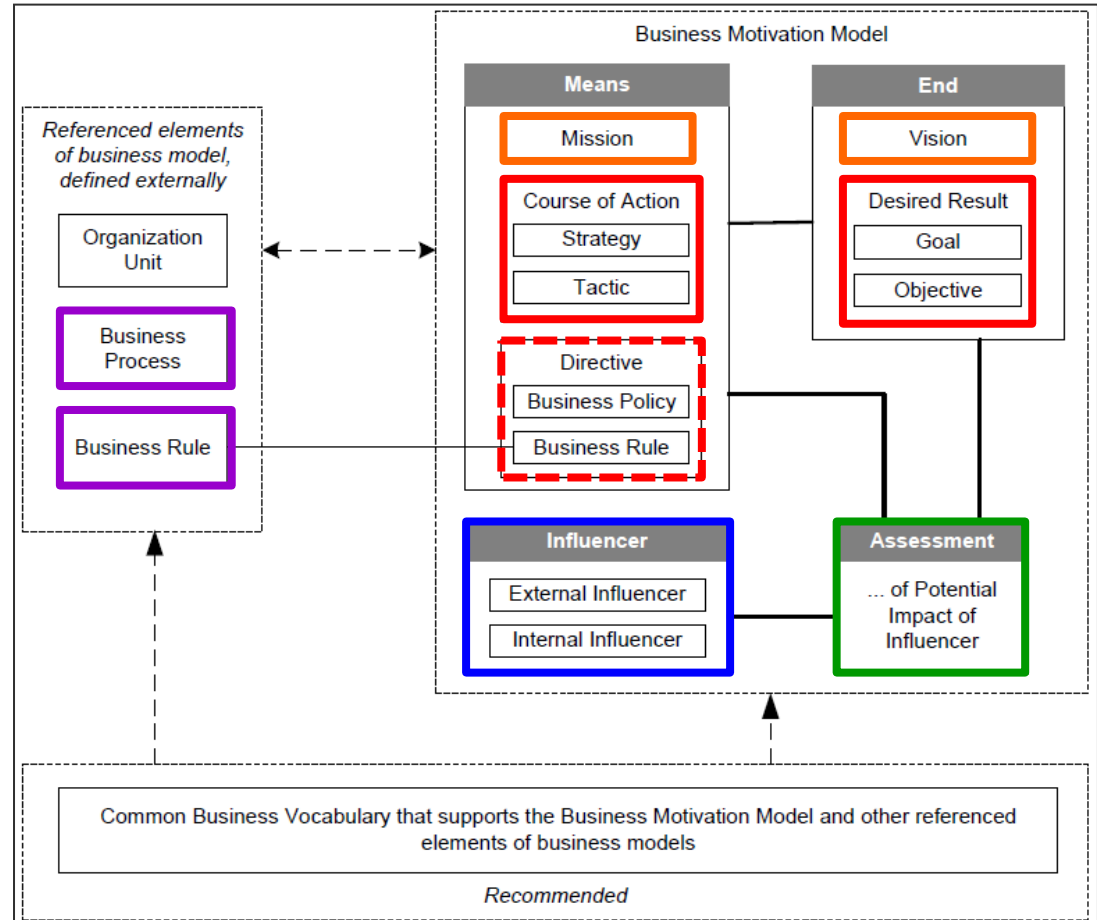 Business Motivation Model
Means
Mission
Course of Action
Strategy
Tactic
Directive
Business Policy
Business Rule
End
Vision
Desired Result
Goal
Objective
Referenced elements
of business model,
defined externally
Organization
Unit
Business
Process
Business Rule
Influencer
External Influencer
Internal Influencer
Assessment
... of Potential
Impact of
Influencer
Common Business Vocabulary that supports the Business Motivation Model and other referenced
elements of business models
Recommended